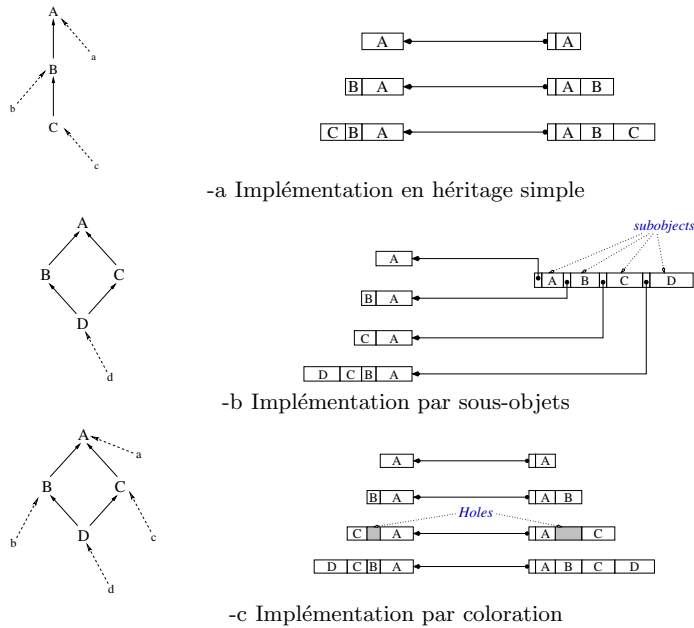 A
a
B
b
C
c
A
A
B A
A B
C B A
A B C
-a Implémentation en héritage simple
A
B
C
D
d
subobjects
A
A B C D
B A
C A
D C B A
-b Implémentation par sous-objets
A
a
B
C
b
D
c
d
A
A
B A
A B
Holes
C A
A C
D C B A
A B C D
-c Implémentation par coloration